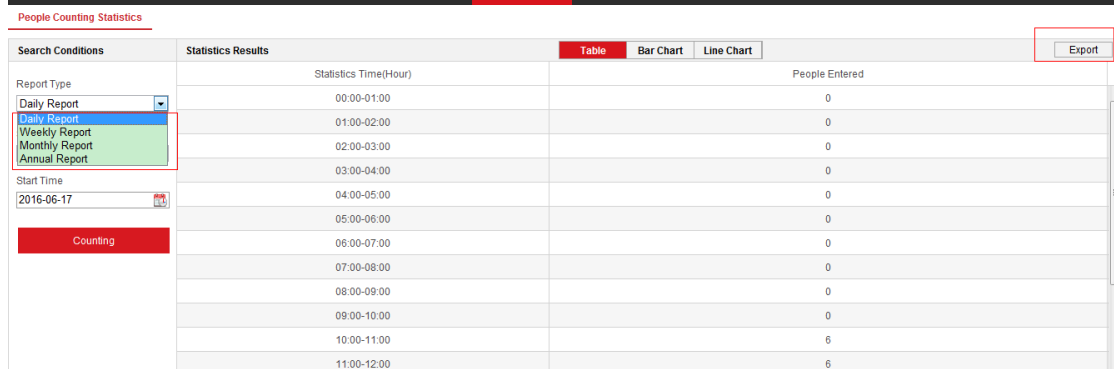 People Counting Statistics
Search Conditions
Statistics Results
Table Bar Chart Line Chart
Export
Report Type
Daily Report
Daily Report
Weekly Report
Monthly Report
Annual Report
Start Time
2016-06-17
Counting
Statistics Time(Hour) People Entered
00:00-01:00 0
01:00-02:00 0
02:00-03:00 0
03:00-04:00 0
04:00-05:00 0
05:00-06:00 0
06:00-07:00 0
07:00-08:00 0
08:00-09:00 0
09:00-10:00 0
10:00-11:00 6
11:00-12:00 6